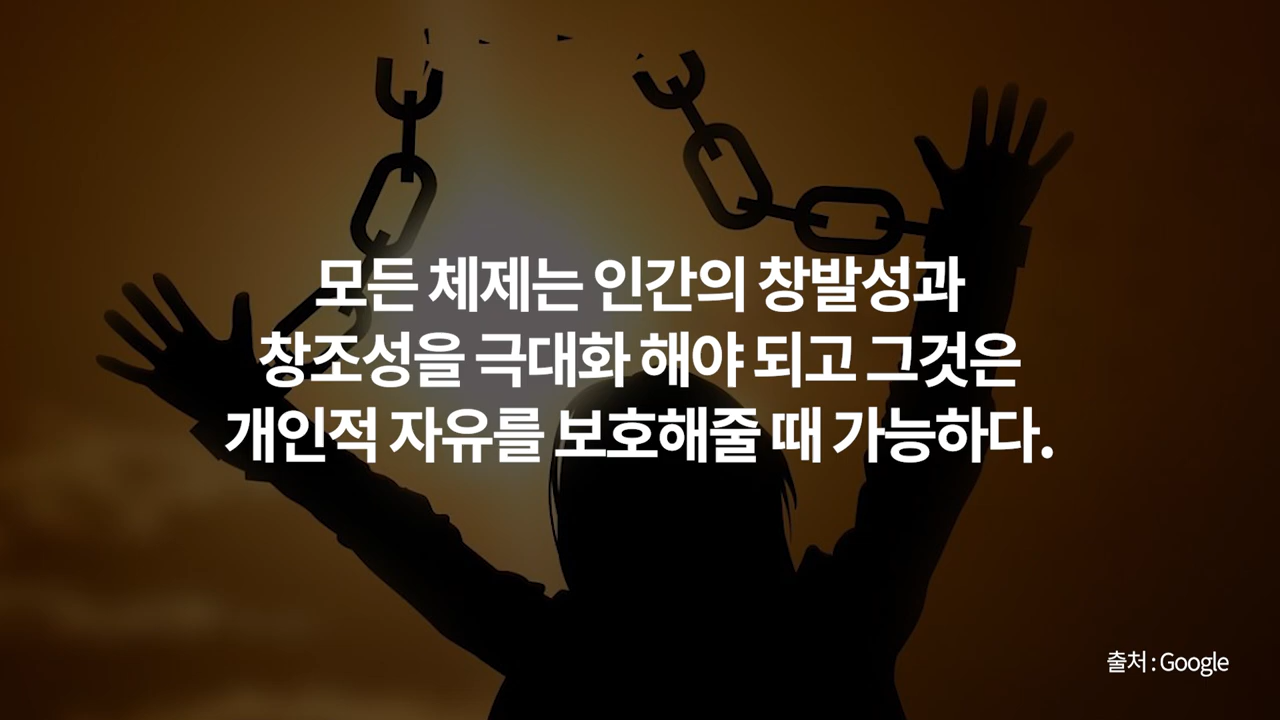 모든 체제는 인간의 창발성과
창조성을 극대화 해야 되고 그것은
개인적 자유를 보호해줄 때 가능하다.
출처 : Google